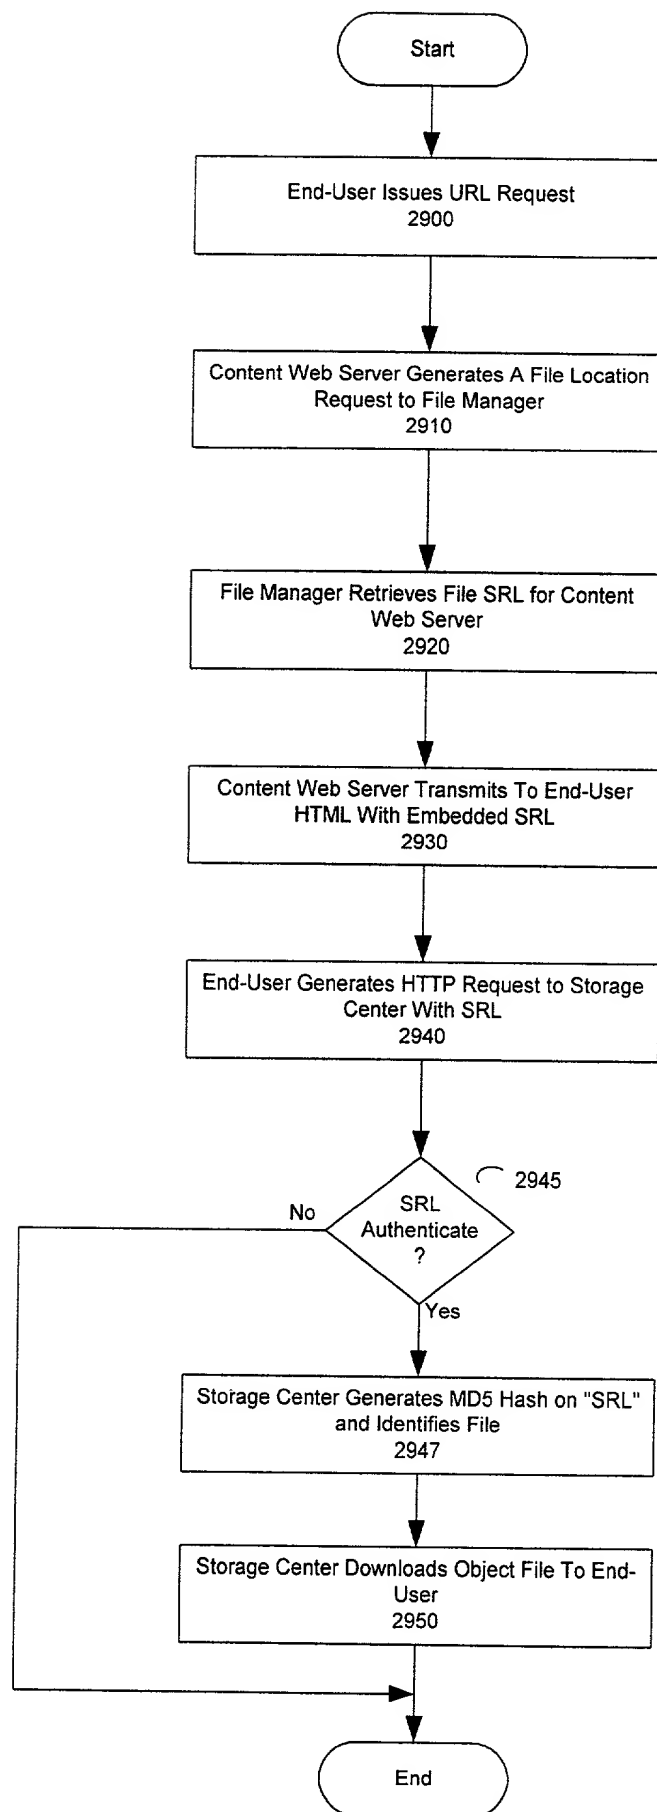 Start
End-User Issues URL Request
2900
Content Web Server Generates A File Location
Request to File Manager
2910
File Manager Retrieves File SRL for Content
Web Server
2920
Content Web Server Transmits To End-User
HTML With Embedded SRL
2930
End-User Generates HTTP Request to Storage
Center With SRL
2940
2945
SRL
Authenticate
?
No
Yes
Storage Center Generates MD5 Hash on "SRL"
and Identifies File
2947
Storage Center Downloads Object File To End-
User
2950
End